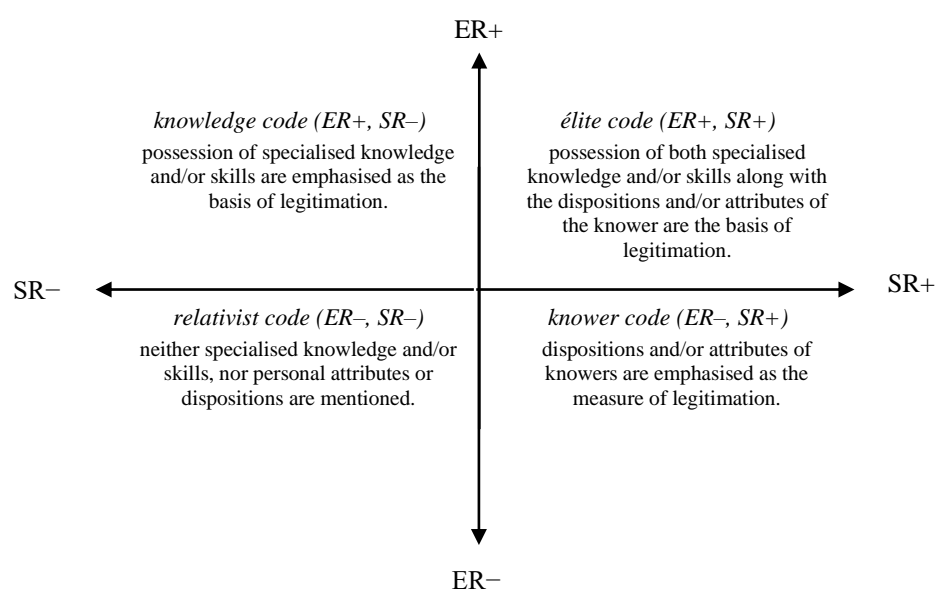 ER+
knowledge code (ER+, SR–)
possession of specialised knowledge
and/or skills are emphasised as the
basis of legitimation.
élite code (ER+, SR+)
possession of both specialised
knowledge and/or skills along with
the dispositions and/or attributes of
the knower are the basis of
legitimation.
SR−
SR+
relativist code (ER–, SR–)
neither specialised knowledge and/or
skills, nor personal attributes or
dispositions are mentioned.
knower code (ER–, SR+)
dispositions and/or attributes of
knowers are emphasised as the
measure of legitimation.
ER−